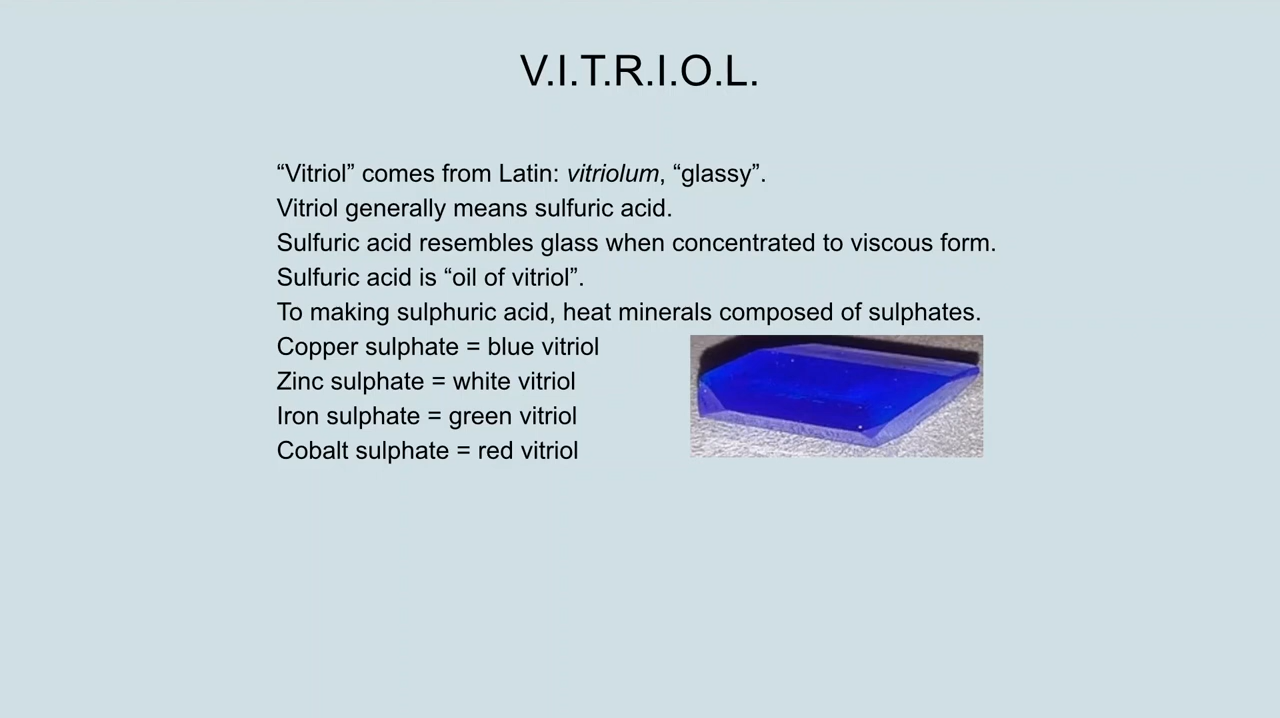 V.I.T.R.I.O.L.
“Vitriol” comes from Latin: vitriolum, “glassy”.
Vitriol generally means sulfuric acid.
Sulfuric acid resembles glass when concentrated to viscous form.
Sulfuric acid is “oil of vitriol”.
To making sulphuric acid, heat minerals composed of sulphates.
Copper sulphate = blue vitriol
Zinc sulphate = white vitriol
Iron sulphate = green vitriol
Cobalt sulphate = red vitriol